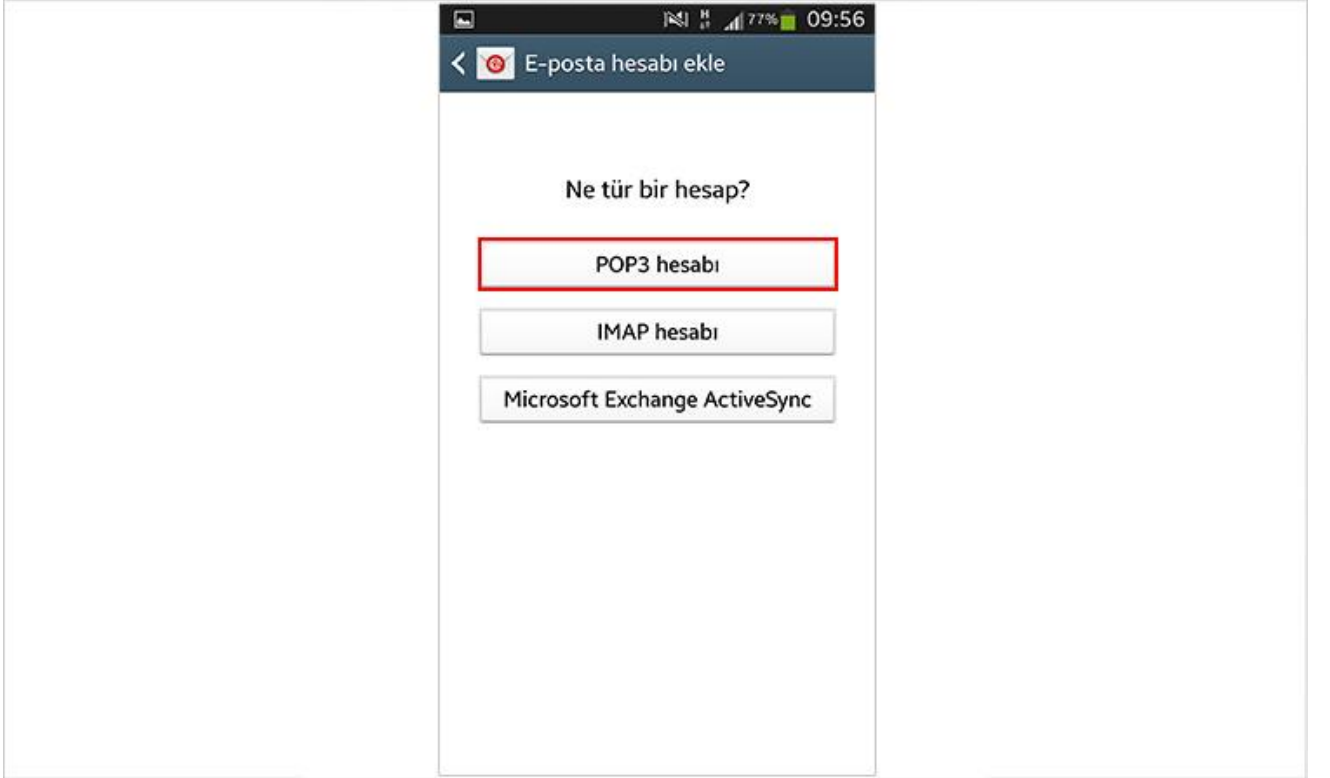 77% 09:56
E-posta hesabı ekle
Ne tür bir hesap?
POP3 hesabı
IMAP hesabı
Microsoft Exchange ActiveSync